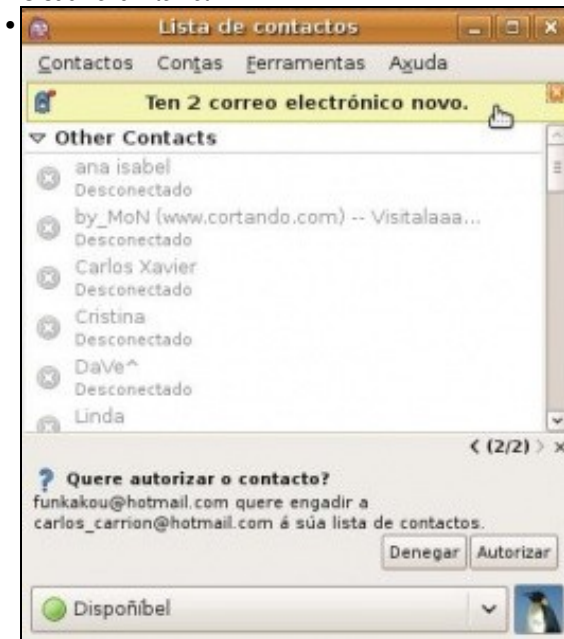 Lista de contactos
Contactos Contas Ferramentas Axuda
Ten 2 correo electrónico novo.
Other Contacts
ana isabel
Desconectado
by_MoN (www.cortando.com) -- Visitalaaa...
Desconectado
Carlos Xavier
Desconectado
Cristina
Desconectado
DaVe^
Desconectado
Linda
< (2/2) > ×
Quere autorizar o contacto?
funkakou@hotmail.com quere engadir a
carlos_carrion@hotmail.com á súa lista de contactos.
Denegar Autorizar
Dispoñíbel